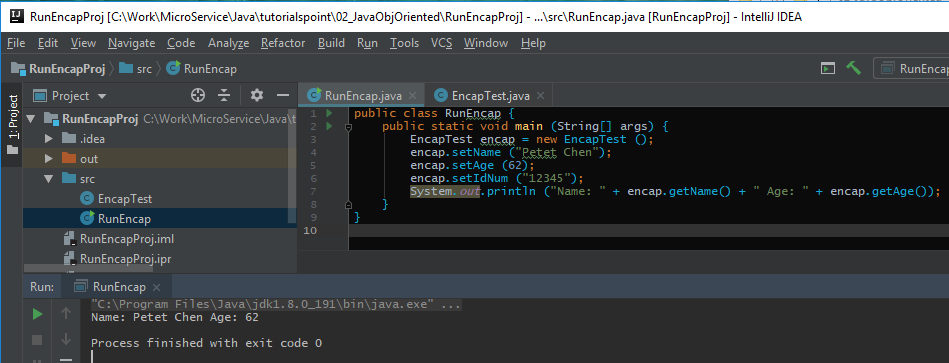 RunEncapProj [C:\Work\MicroService\Java\tutorialspoint\02_JavaObjOriented\RunEncapProj] - ...\src\RunEncap.java [RunEncapProj] - IntelliJ IDEA
File Edit View Navigate Code Analyze Refactor Build Run Tools VCS Window Help
RunEncapProj src RunEncap RunEncap
1: Project
Project
RunEncapProj C:\Work\MicroService\Java\t
.idea
out
src
EncapTest
RunEncap
RunEncapProj.iml
RunEncapProj.ipr
RunEncap.java EncapTest.java
1 public class RunEncap {
2 public static void main (String[] args) {
3 EncapTest encap = new EncapTest ();
4 encap.setName ("Petet Chen");
5 encap.setAge (62);
6 encap.setIdNum ("12345");
7 System.out.println ("Name: " + encap.getName() + " Age: " + encap.getAge());
8 }
9 }
10
Run: RunEncap
"C:\Program Files\Java\jdk1.8.0_191\bin\java.exe" ...
Name: Petet Chen Age: 62
Process finished with exit code 0